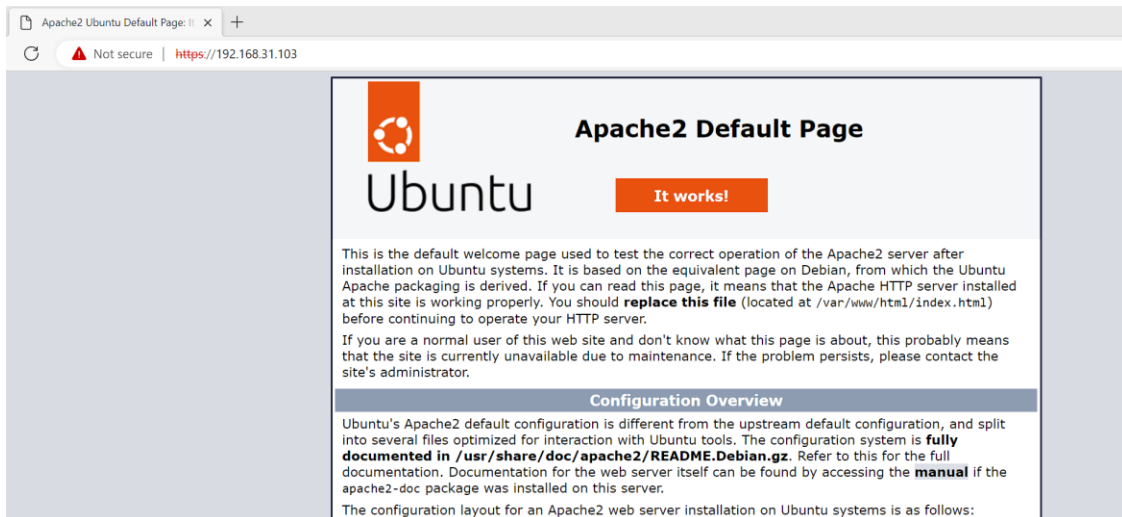 Apache2 Ubuntu Default Page: It
Not secure | https://192.168.31.103
Apache2 Default Page
Ubuntu
It works!
This is the default welcome page used to test the correct operation of the Apache2 server after
installation on Ubuntu systems. It is based on the equivalent page on Debian, from which the Ubuntu
Apache packaging is derived. If you can read this page, it means that the Apache HTTP server installed
at this site is working properly. You should replace this file (located at /var/www/html/index.html)
before continuing to operate your HTTP server.
If you are a normal user of this web site and don't know what this page is about, this probably means
that the site is currently unavailable due to maintenance. If the problem persists, please contact the
site's administrator.
Configuration Overview
Ubuntu's Apache2 default configuration is different from the upstream default configuration, and split
into several files optimized for interaction with Ubuntu tools. The configuration system is fully
documented in /usr/share/doc/apache2/README.Debian.gz. Refer to this for the full
documentation. Documentation for the web server itself can be found by accessing the manual if the
apache2-doc package was installed on this server.
The configuration layout for an Apache2 web server installation on Ubuntu systems is as follows: